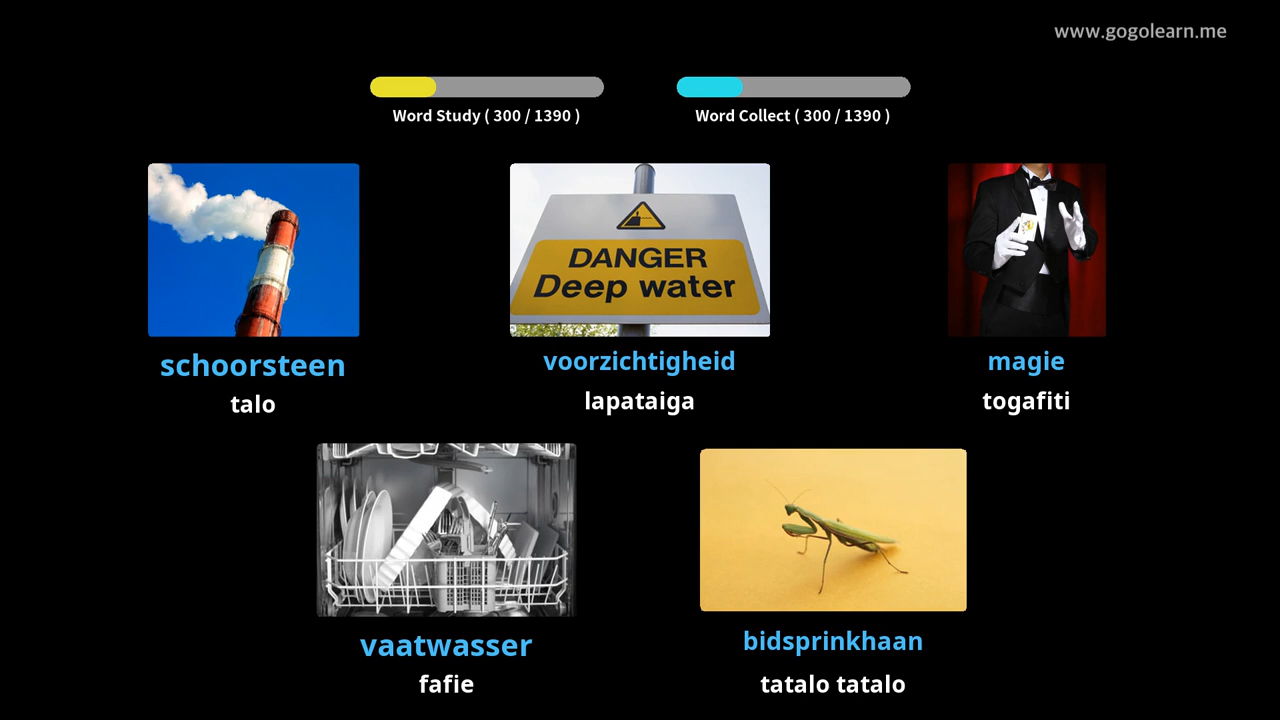 www.gogolearn.me
Word Study ( 300 / 1390 )
Word Collect ( 300 / 1390 )
DANGER
Deep water
schoorsteen
talo
voorzichtigheid
lapataiga
magie
togafiti
vaatwasser
fafie
bidsprinkhaan
tatalo tatalo